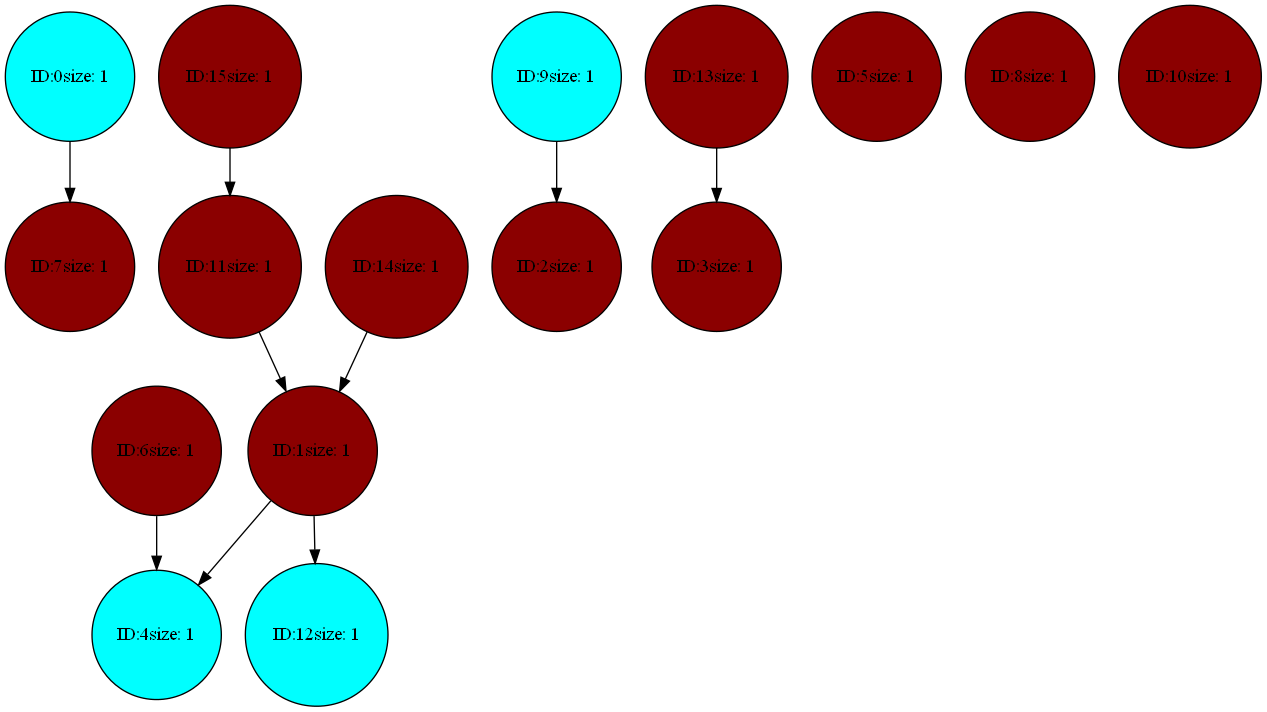 ID:0size: 1
ID:15size: 1
ID:9size: 1
ID:13size: 1
ID:5size: 1
ID:8size: 1
ID:10size: 1
ID:7size: 1
ID:11size: 1
ID:14size: 1
ID:2size: 1
ID:3size: 1
ID:6size: 1
ID:1size: 1
ID:4size: 1
ID:12size: 1